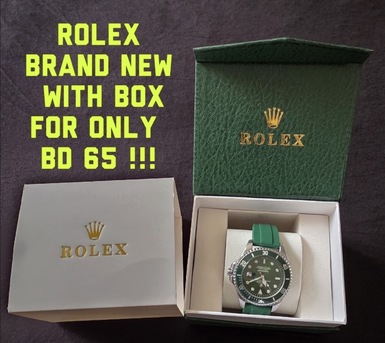 ROLEX
BRAND NEW
WITH BOX
FOR ONLY
BD 65 !!!
ROLEX
ROLEX